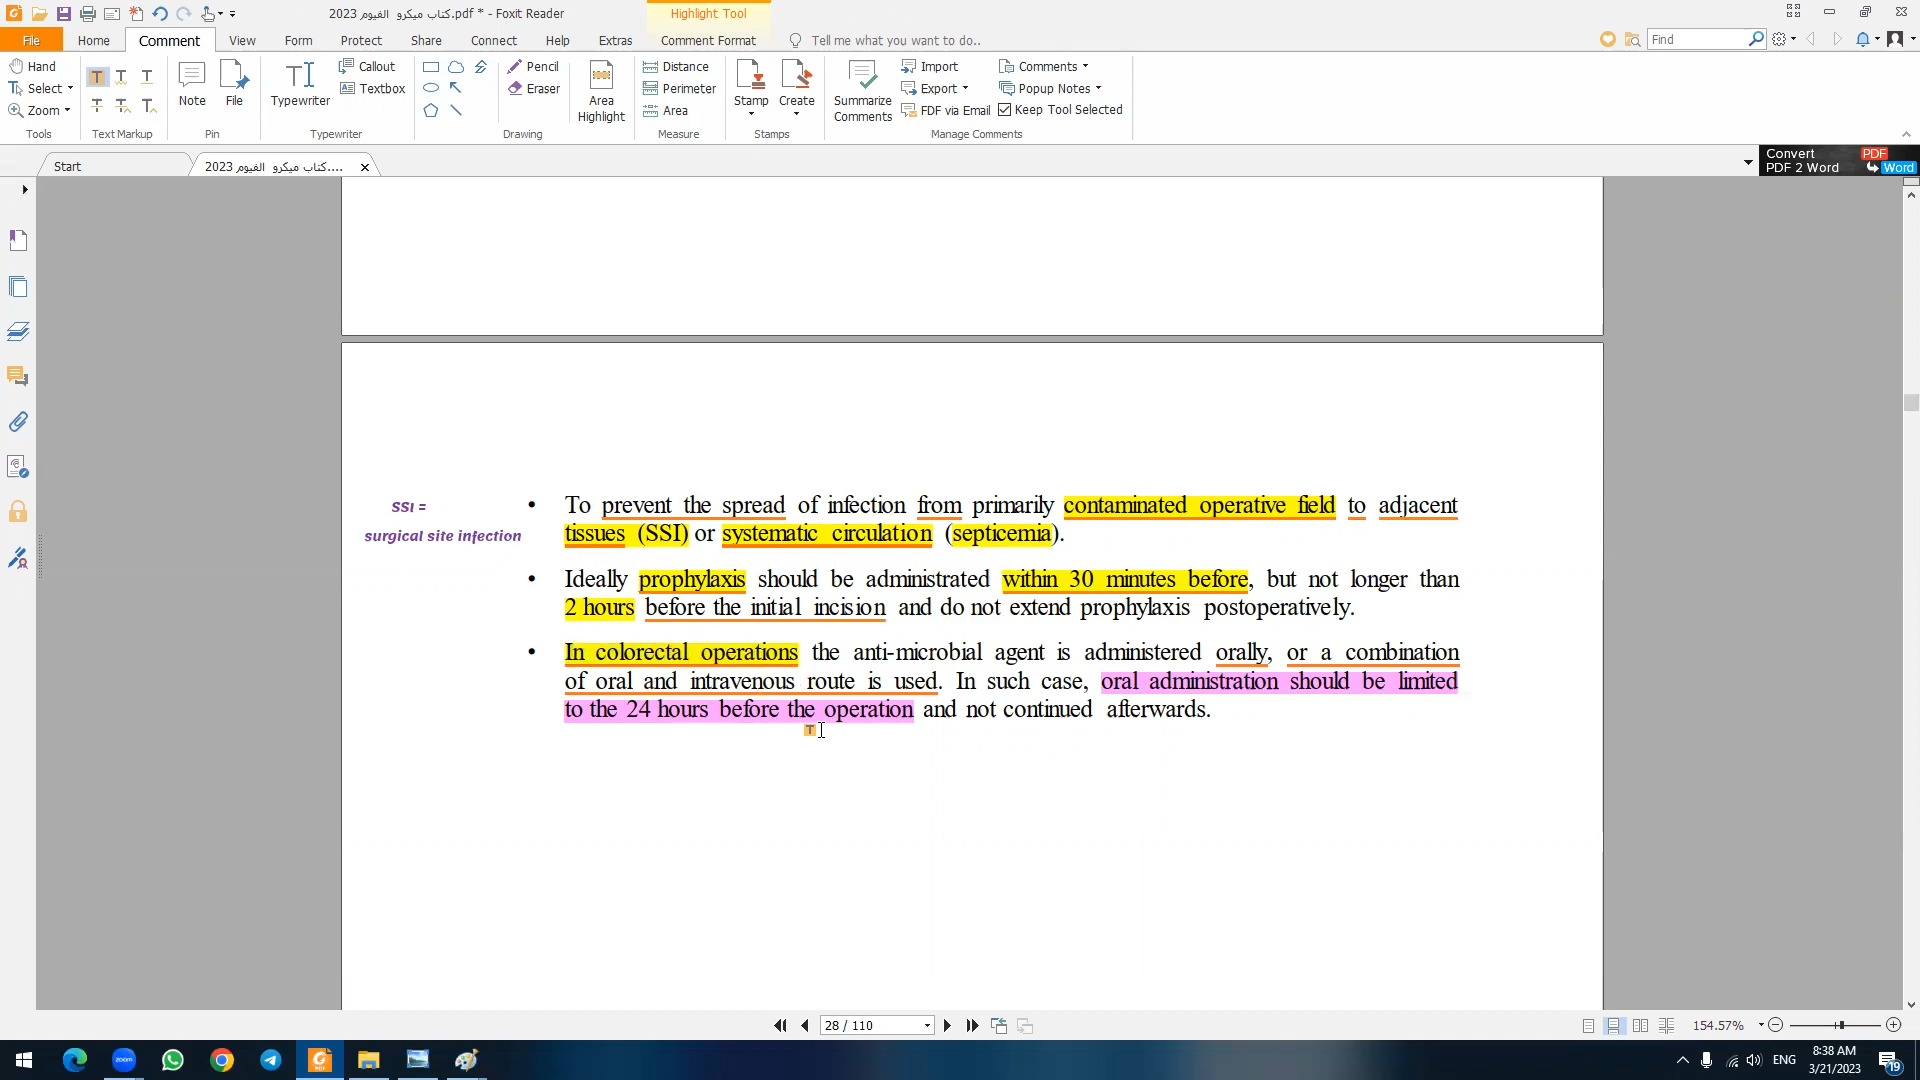 كتاب ميكرو الفيوم 2023.pdf * - Foxit Reader
Highlight Tool
File Home Comment View Form Protect Share Connect Help Extras Comment Format Tell me what you want to do..
Find
Hand
Select
Zoom
Tools
Text Markup
Note
File
Pin
Typewriter
Callout
Textbox
Typewriter
Pencil
Eraser
Drawing
Area
Highlight
Distance
Perimeter
Area
Measure
Stamp
Create
Stamps
Summarize
Comments
Import
Export
FDF via Email
Comments
Popup Notes
Keep Tool Selected
Manage Comments
Start
كتاب ميكرو الفيوم 2023....
Convert PDF
PDF 2 Word Word
SSI =
surgical site infection
• To prevent the spread of infection from primarily contaminated operative field to adjacent
tissues (SSI) or systematic circulation (septicemia).
• Ideally prophylaxis should be administrated within 30 minutes before, but not longer than
2 hours before the initial incision and do not extend prophylaxis postoperatively.
• In colorectal operations the anti-microbial agent is administered orally, or a combination
of oral and intravenous route is used. In such case, oral administration should be limited
to the 24 hours before the operation and not continued afterwards.
28 / 110
154.57%
zoom
PDF
ENG
8:38 AM
3/21/2023
19